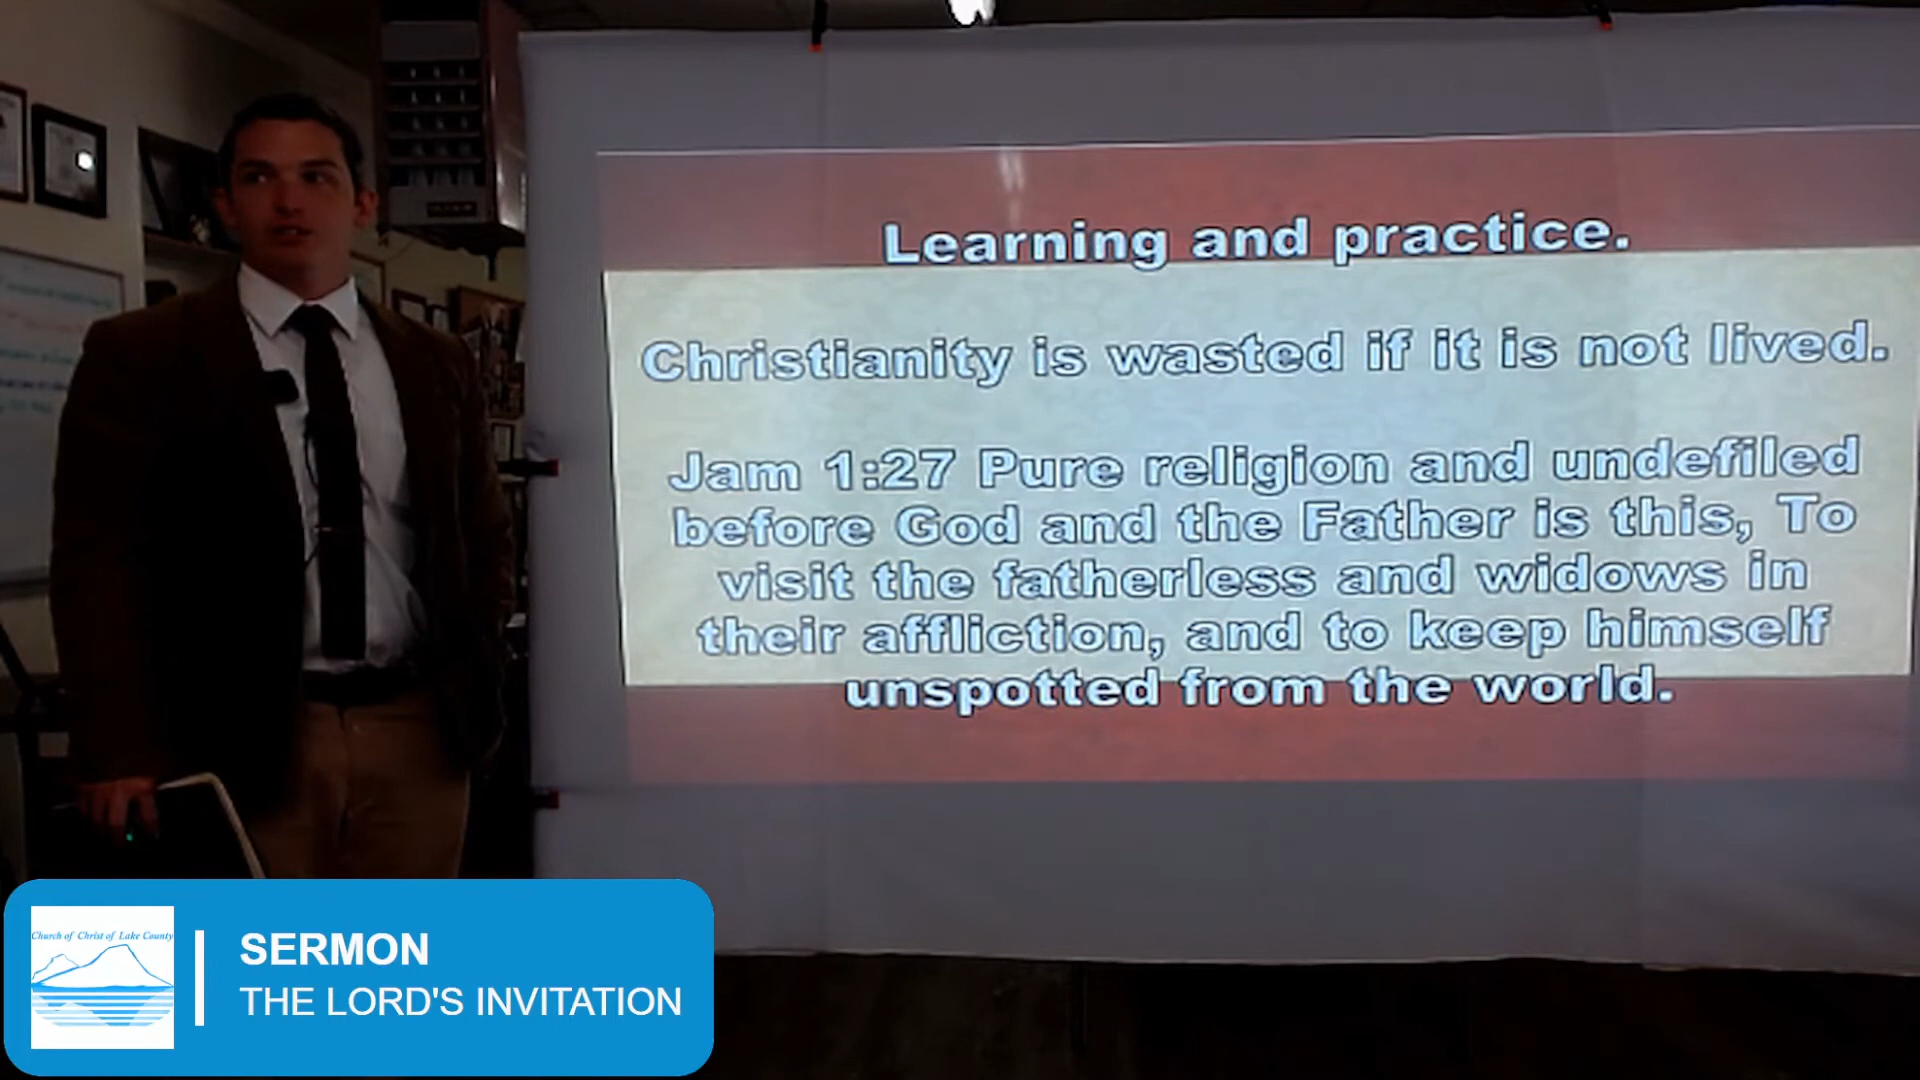 Learning and practice.
Christianity is wasted if it is not lived.
Jam 1:27 Pure religion and undefiled
before God and the Father is this, To
visit the fatherless and widows in
their affliction, and to keep himself
unspotted from the world.
Church of Christ of Lake County
SERMON
THE LORD'S INVITATION